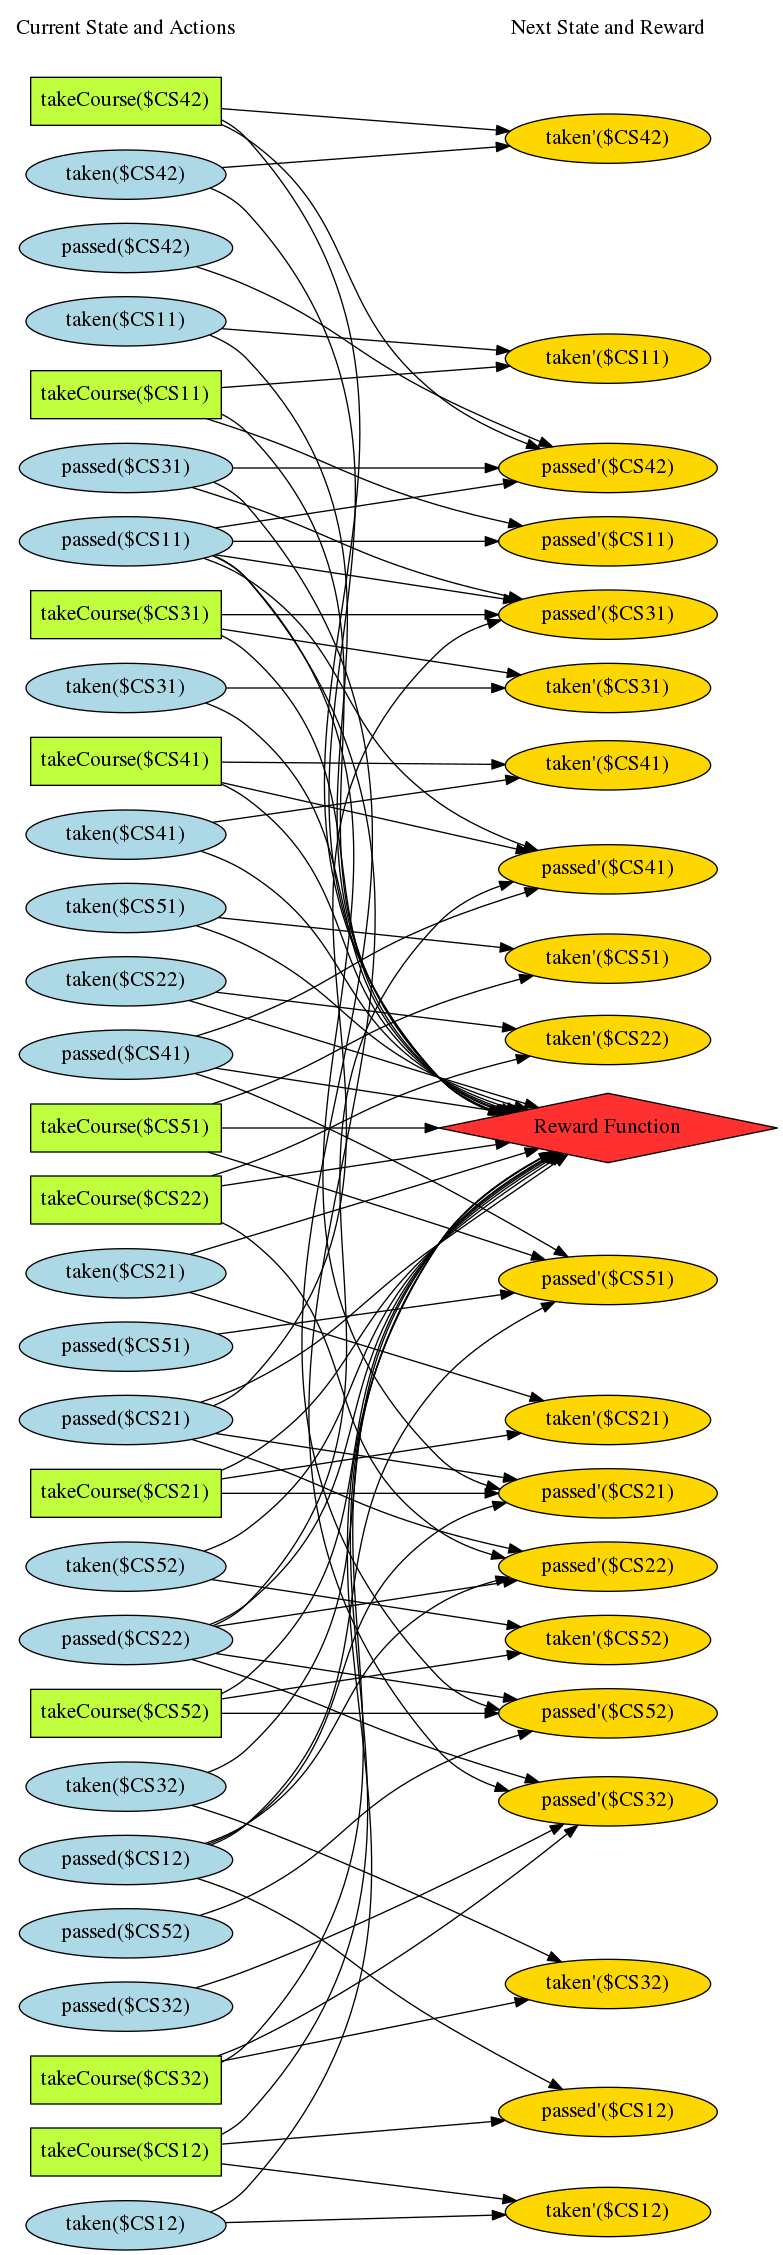 Current State and Actions
Next State and Reward
takeCourse($CS42)
taken'($CS42)
taken($CS42)
passed($CS42)
taken($CS11)
taken'($CS11)
takeCourse($CS11)
passed($CS31)
passed'($CS42)
passed($CS11)
passed'($CS11)
takeCourse($CS31)
passed'($CS31)
taken($CS31)
taken'($CS31)
takeCourse($CS41)
taken'($CS41)
taken($CS41)
passed'($CS41)
taken($CS51)
taken'($CS51)
taken($CS22)
taken'($CS22)
passed($CS41)
takeCourse($CS51)
Reward Function
takeCourse($CS22)
taken($CS21)
passed'($CS51)
passed($CS51)
passed($CS21)
taken'($CS21)
takeCourse($CS21)
passed'($CS21)
taken($CS52)
passed'($CS22)
passed($CS22)
taken'($CS52)
takeCourse($CS52)
passed'($CS52)
taken($CS32)
passed'($CS32)
passed($CS12)
passed($CS52)
taken'($CS32)
passed($CS32)
takeCourse($CS32)
passed'($CS12)
takeCourse($CS12)
taken'($CS12)
taken($CS12)